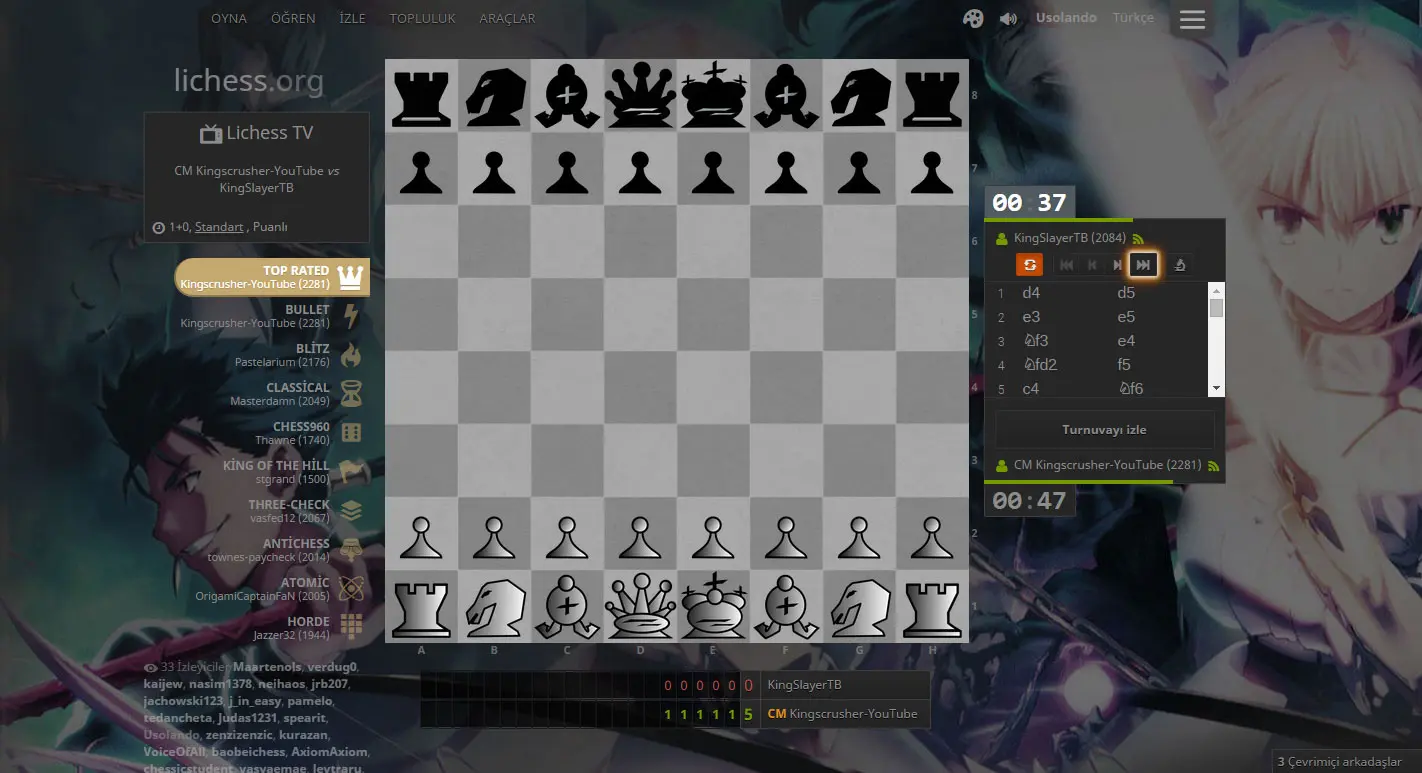 OYNA ÖĞREN İZLE TOPLULUK ARAÇLAR
Usolando Türkçe
lichess.org
Lichess TV
CM Kingscrusher-YouTube vs
KingSlayerTB
1+0, Standart , Puanlı
TOP RATED
Kingscrusher-YouTube (2281)
BULLET
Kingscrusher-YouTube (2281)
BLİTZ
Pastelarium (2176)
CLASSİCAL
Masterdamn (2049)
CHESS960
Thawne (1740)
KİNG OF THE HİLL
stgrand (1500)
THREE-CHECK
vasfed12 (2067)
ANTİCHESS
townes-paycheck (2014)
ATOMİC
OrigamiCaptainFaN (2005)
HORDE
Jazzer32 (1944)
33 İzleyiciler Maartenols, verdug0,
kaijew, nasim1378, neihaos, jrb207,
jachowski123, j_in_easy, pamelo,
tedancheta, Judas1231, spearit,
Usolando, zenzizenzic, kurazan,
VoiceOfAll, baobeichess, AxiomAxiom,
chessicstudent, vasyaemae, levtraru,
8
7
6
5
4
3
2
1
A B C D E F G H
00:37
KingSlayerTB (2084)
1 d4 d5
2 e3 e5
3 ♘f3 e4
4 ♘fd2 f5
5 c4 ♘f6
Turnuvayı izle
CM Kingscrusher-YouTube (2281)
00:47
0 0 0 0 0 0 KingSlayerTB
1 1 1 1 1 5 CM Kingscrusher-YouTube
3 Çevrimiçi arkadaşlar